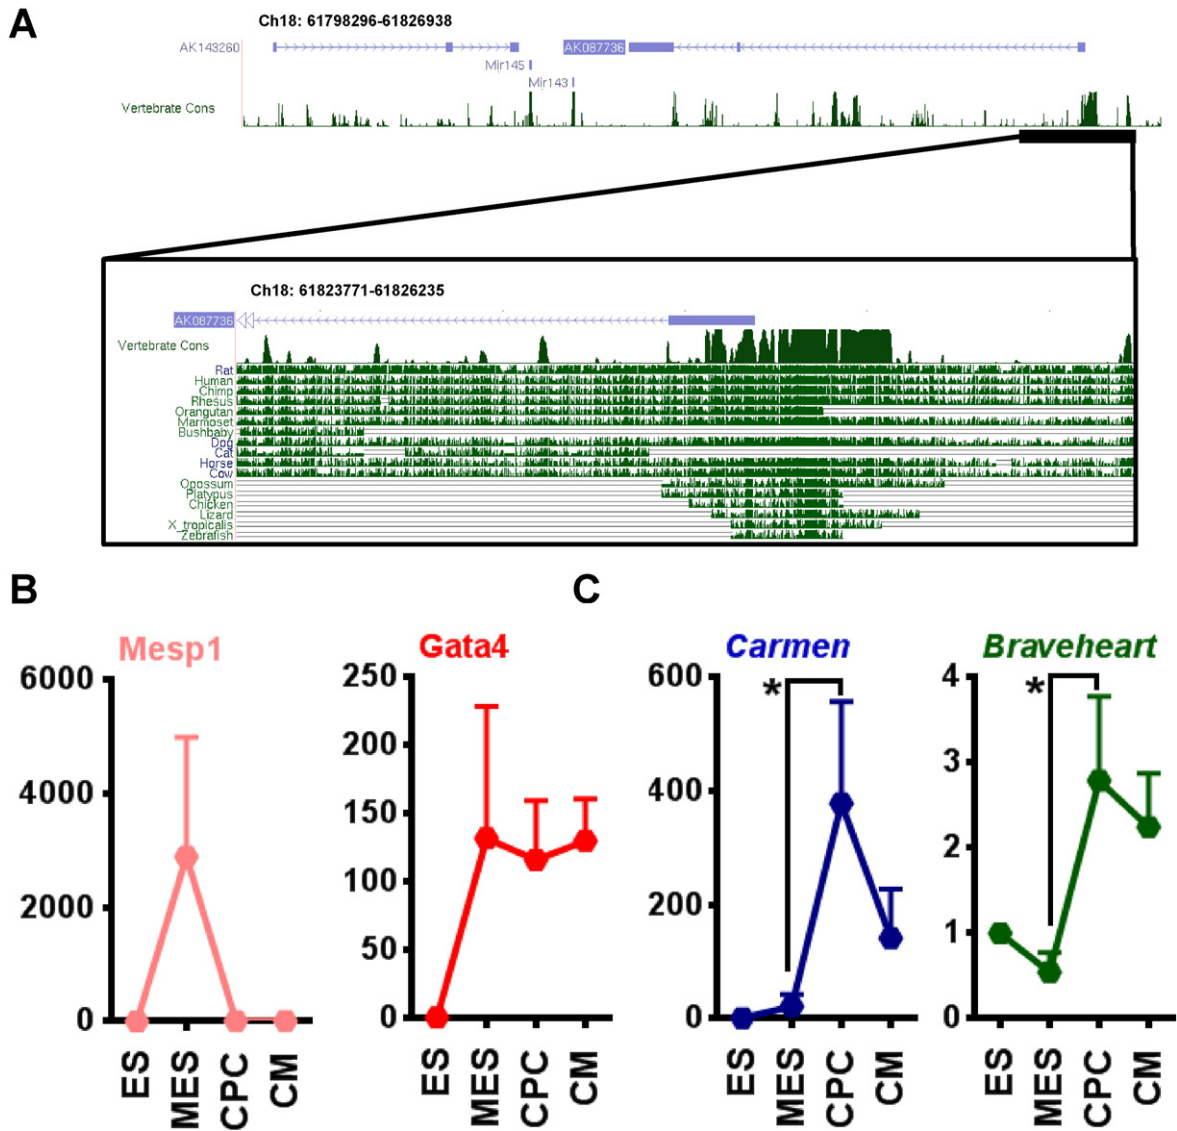 A
Ch18: 61798296-61826938
AK143260
AK087736
Mir145
Mir143
Vertebrate Cons
Ch18: 61823771-61826235
AK087736
Vertebrate Cons
Rat
Human
Chimp
Rhesus
Orangutan
Marmoset
Bushbaby
Dog
Cat
Horse
Cow
Opossum
Platypus
Chicken
Lizard
X_tropicalis
Zebrafish
B
Mesp1
6000
4000
2000
0
ES
MES
CPC
CM
Gata4
250
200
150
100
50
0
ES
MES
CPC
CM
C
Carmen
600
400
200
0
*
ES
MES
CPC
CM
Braveheart
4
3
2
1
0
*
ES
MES
CPC
CM